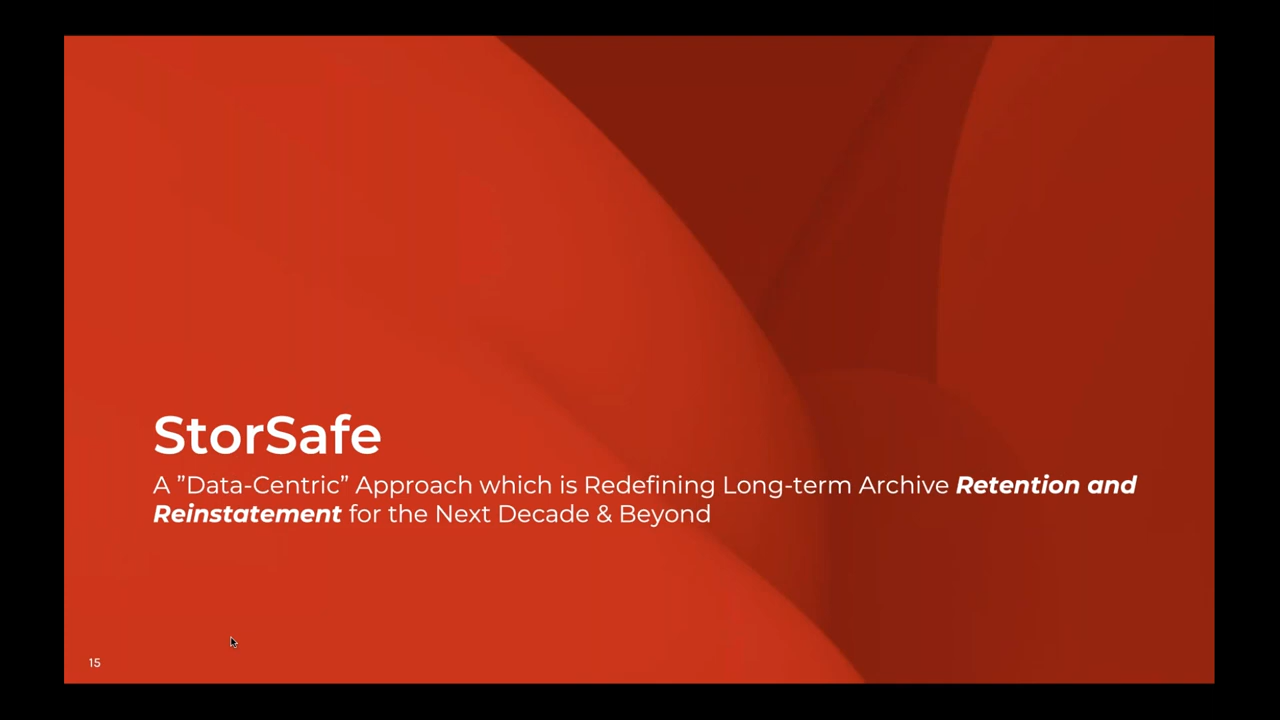 StorSafe
A ”Data-Centric” Approach which is Redefining Long-term Archive Retention and
Reinstatement for the Next Decade & Beyond
15